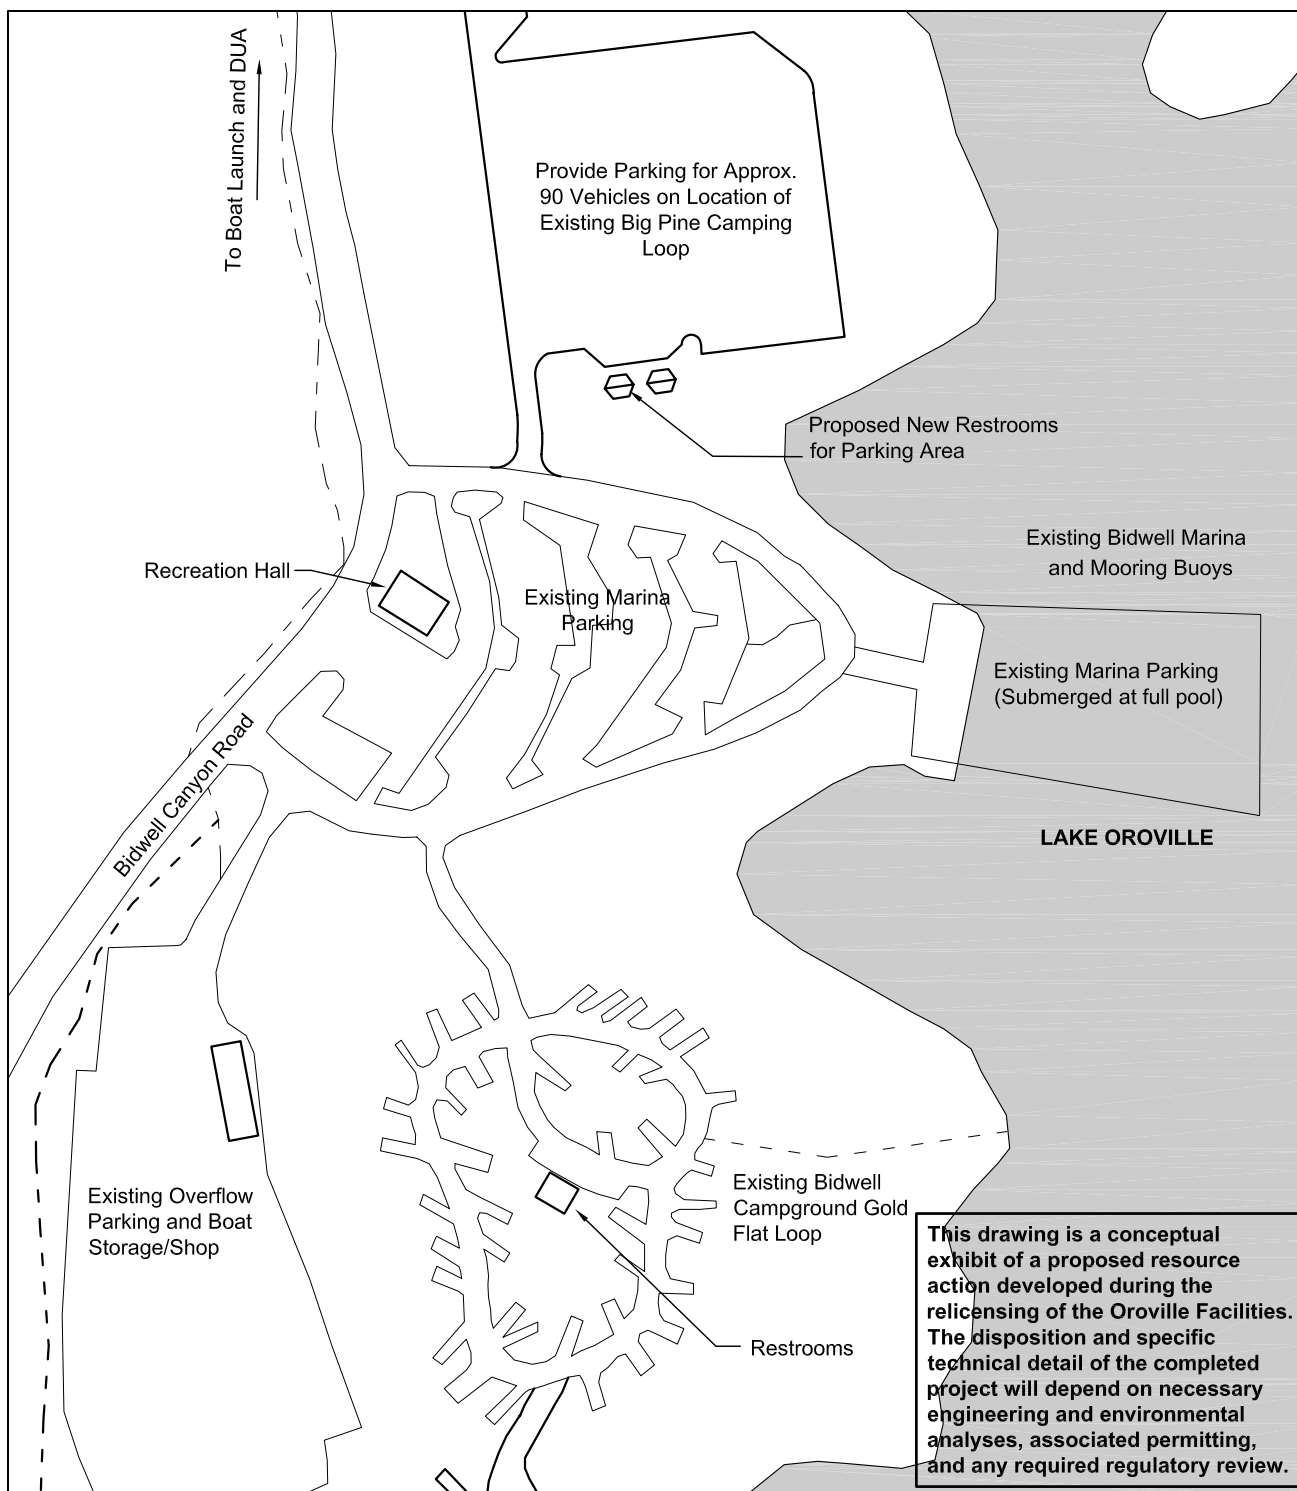 To Boat Launch and DUA
Provide Parking for Approx.
90 Vehicles on Location of
Existing Big Pine Camping
Loop
Proposed New Restrooms
for Parking Area
Existing Bidwell Marina
and Mooring Buoys
Recreation Hall
Existing Marina
Parking
Existing Marina Parking
(Submerged at full pool)
Bidwell Canyon Road
LAKE OROVILLE
Existing Overflow
Parking and Boat
Storage/Shop
Existing Bidwell
Campground Gold
Flat Loop
Restrooms
This drawing is a conceptual
exhibit of a proposed resource
action developed during the
relicensing of the Oroville Facilities.
The disposition and specific
technical detail of the completed
project will depend on necessary
engineering and environmental
analyses, associated permitting,
and any required regulatory review.